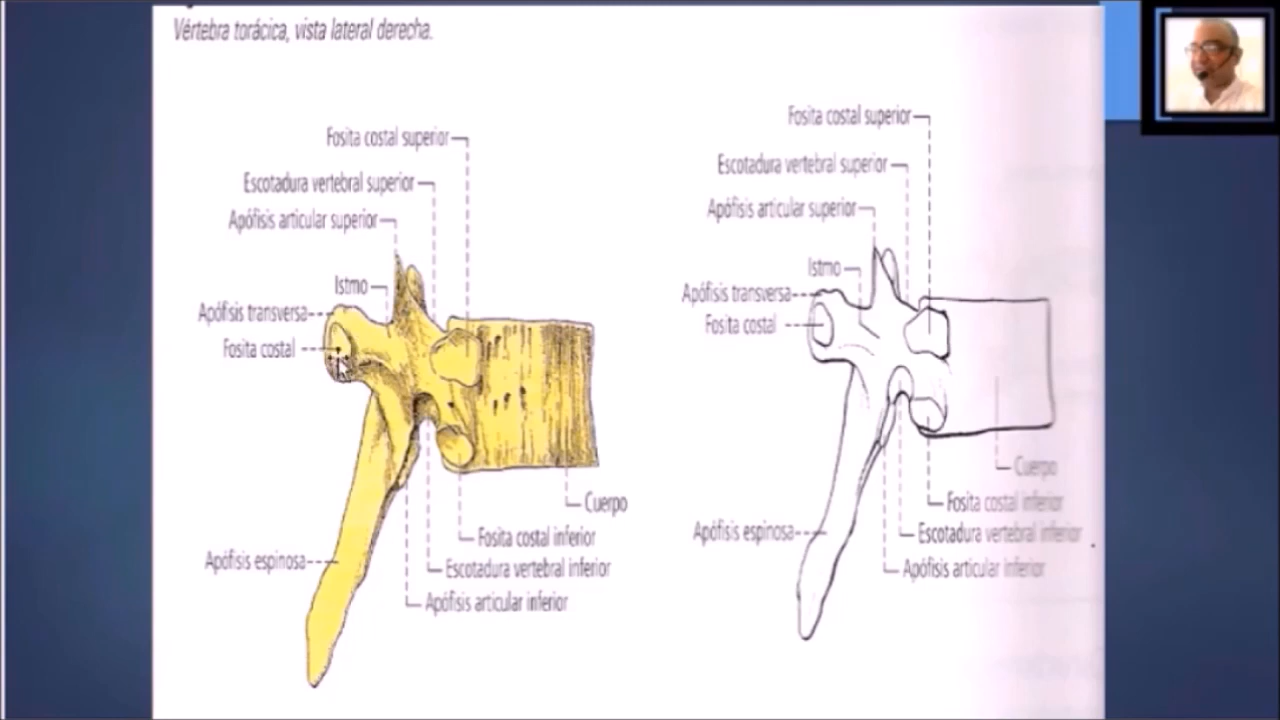 Vértebra torácica, vista lateral derecha.
Fosita costal superior
Escotadura vertebral superior
Apófisis articular superior
Istmo
Apófisis transversa
Fosita costal
Cuerpo
Fosita costal inferior
Apófisis espinosa
Escotadura vertebral inferior
Apófisis articular inferior
Fosita costal superior
Escotadura vertebral superior
Apófisis articular superior
Istmo
Apófisis transversa
Fosita costal
Cuerpo
Fosita costal inferior
Apófisis espinosa
Escotadura vertebral inferior
Apófisis articular inferior